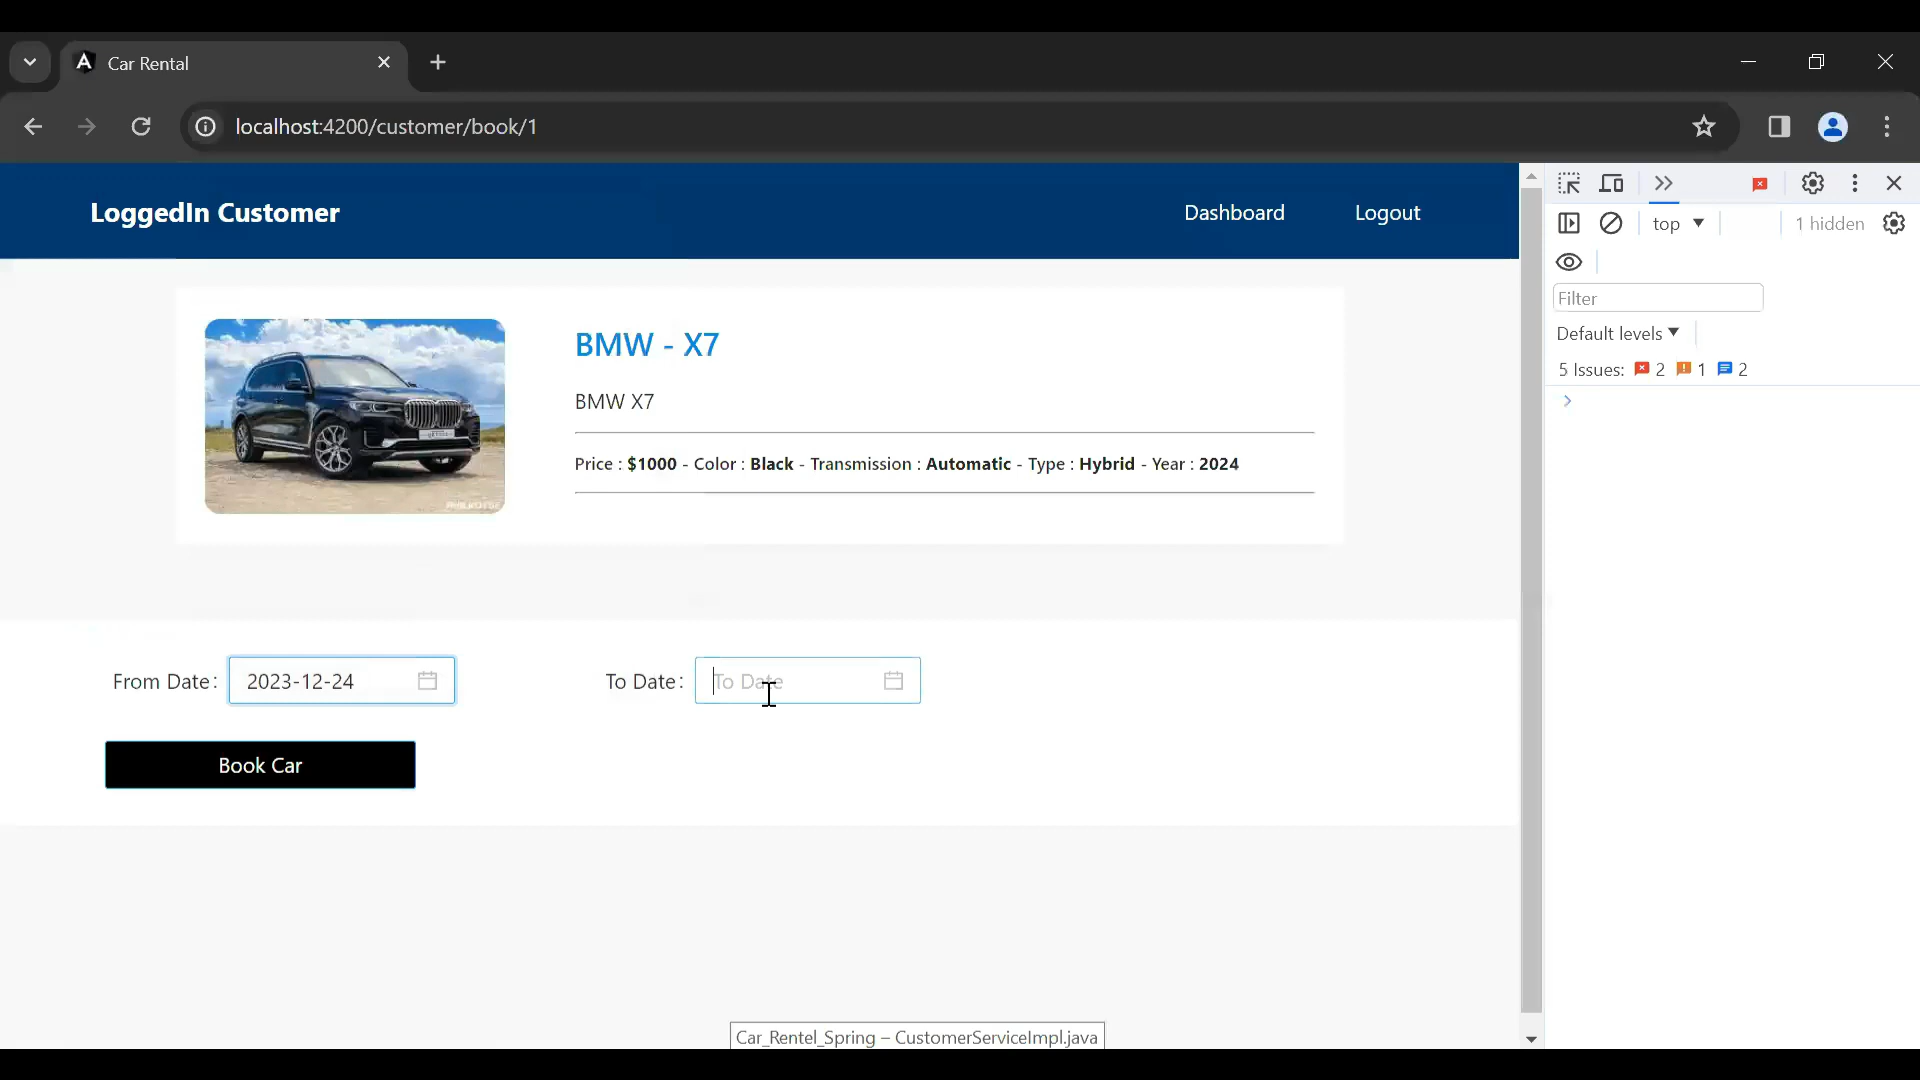 Car Rental
localhost:4200/customer/book/1
LoggedIn Customer
Dashboard
Logout
top
1 hidden
Filter
Default levels
5 Issues: 2 1 2
BMW - X7
BMW X7
Price : $1000 - Color : Black - Transmission : Automatic - Type : Hybrid - Year : 2024
From Date : 2023-12-24
To Date : To Date
Book Car
Car_Rentel_Spring – CustomerServiceImpl.java